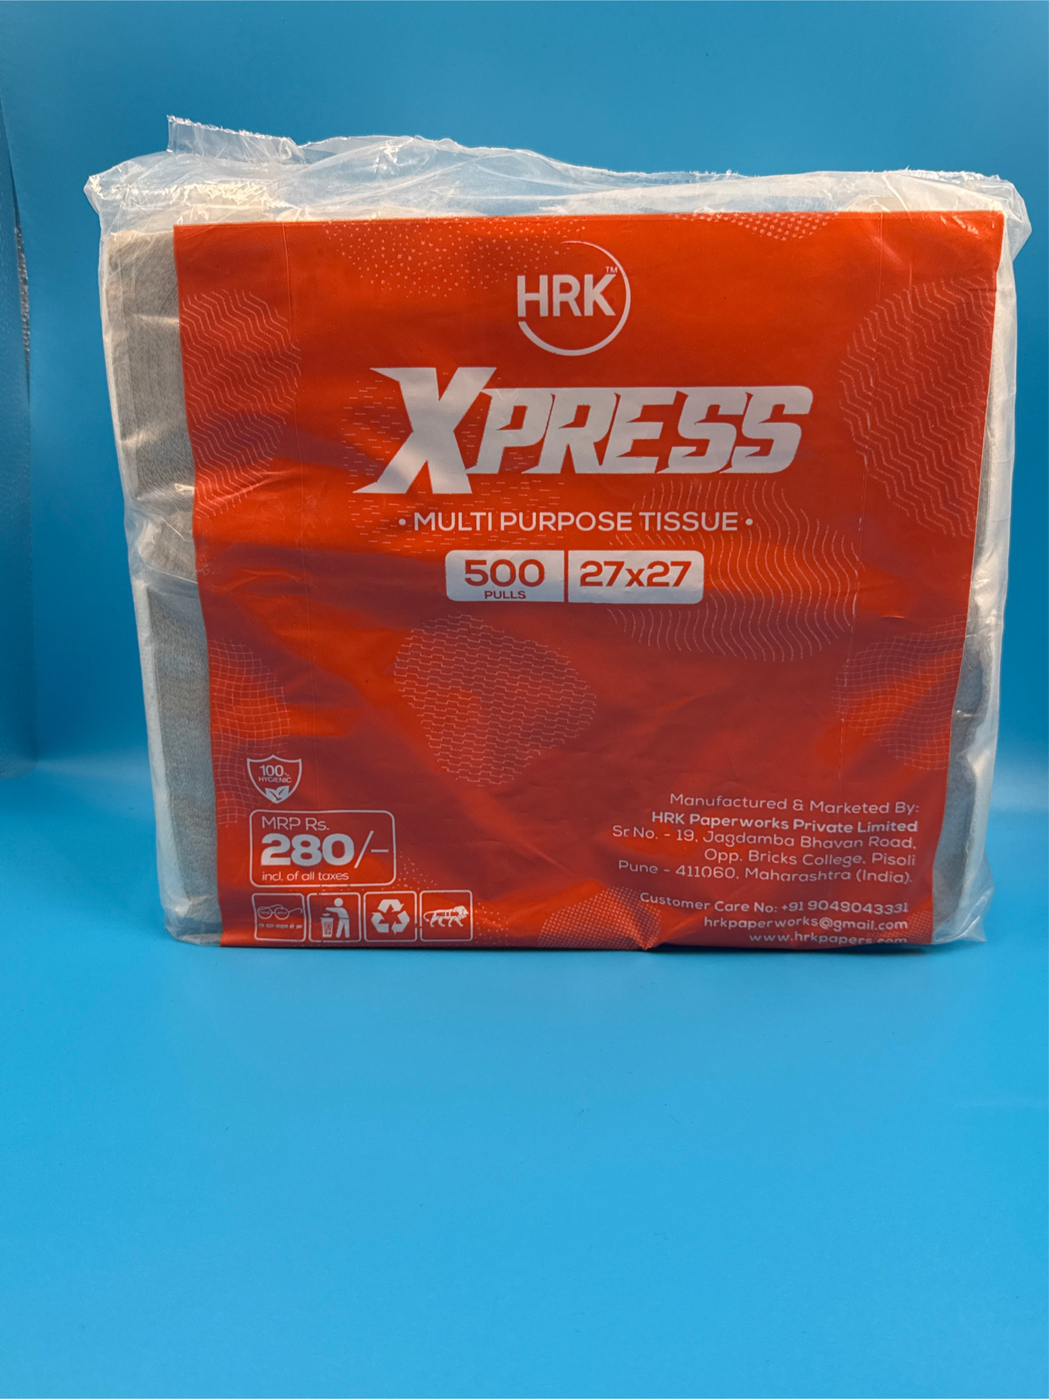 HRK™
XPRESS
• MULTI PURPOSE TISSUE •
500
PULLS
27x27
100%
HYGIENIC
MRP Rs.
280/-
incl. of all taxes
Manufactured & Marketed By:
HRK Paperworks Private Limited
Sr No. - 19, Jagdamba Bhavan Road,
Opp. Bricks College, Pisoli
Pune - 411060, Maharashtra (India).
Customer Care No: +91 9049043331
hrkpaperworks@gmail.com
www.hrkpapers.com